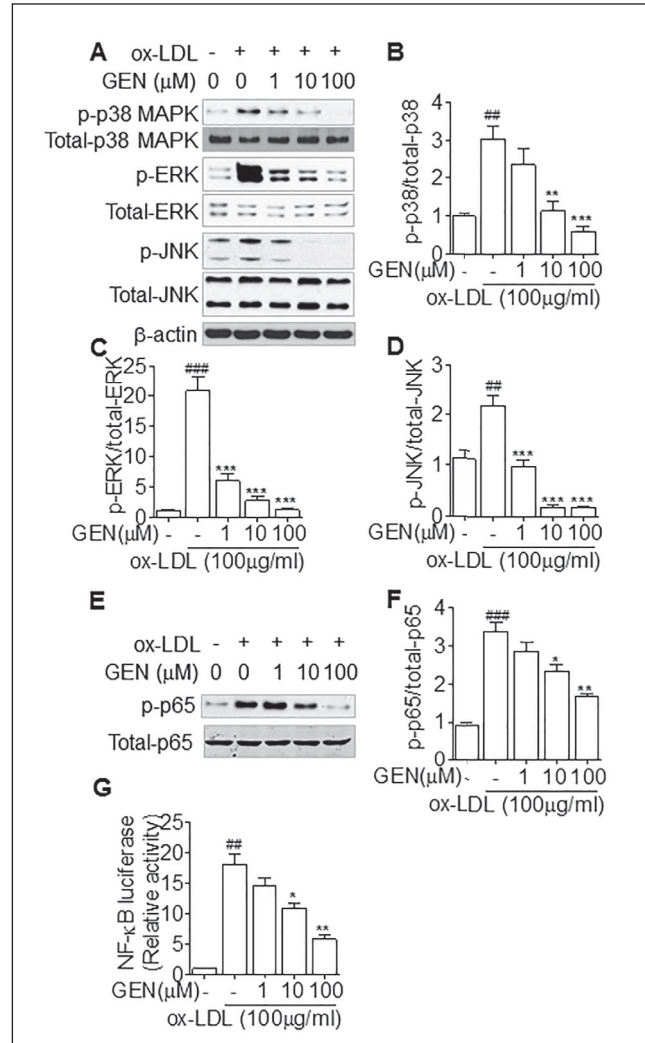 A
ox-LDL - + + + +
GEN (μM) 0 0 1 10 100
p-p38 MAPK
Total-p38 MAPK
p-ERK
Total-ERK
p-JNK
Total-JNK
β-actin
B
p-p38/total-p38
4
3
2
1
0
##
**
***
GEN(μM) - - 1 10 100
ox-LDL (100μg/ml)
C
p-ERK/total-ERK
25
20
15
10
5
0
###
***
***
***
GEN(μM) - - 1 10 100
ox-LDL (100μg/ml)
D
p-JNK/total-JNK
3
2
1
0
##
***
***
***
GEN(μM) - - 1 10 100
ox-LDL (100μg/ml)
E
ox-LDL - + + + +
GEN (μM) 0 0 1 10 100
p-p65
Total-p65
F
p-p65/total-p65
4
3
2
1
0
###
*
**
GEN(μM) - - 1 10 100
ox-LDL (100μg/ml)
G
NF-κB luciferase
(Relative activity)
25
20
15
10
5
0
##
*
**
GEN(μM) - - 1 10 100
ox-LDL (100μg/ml)